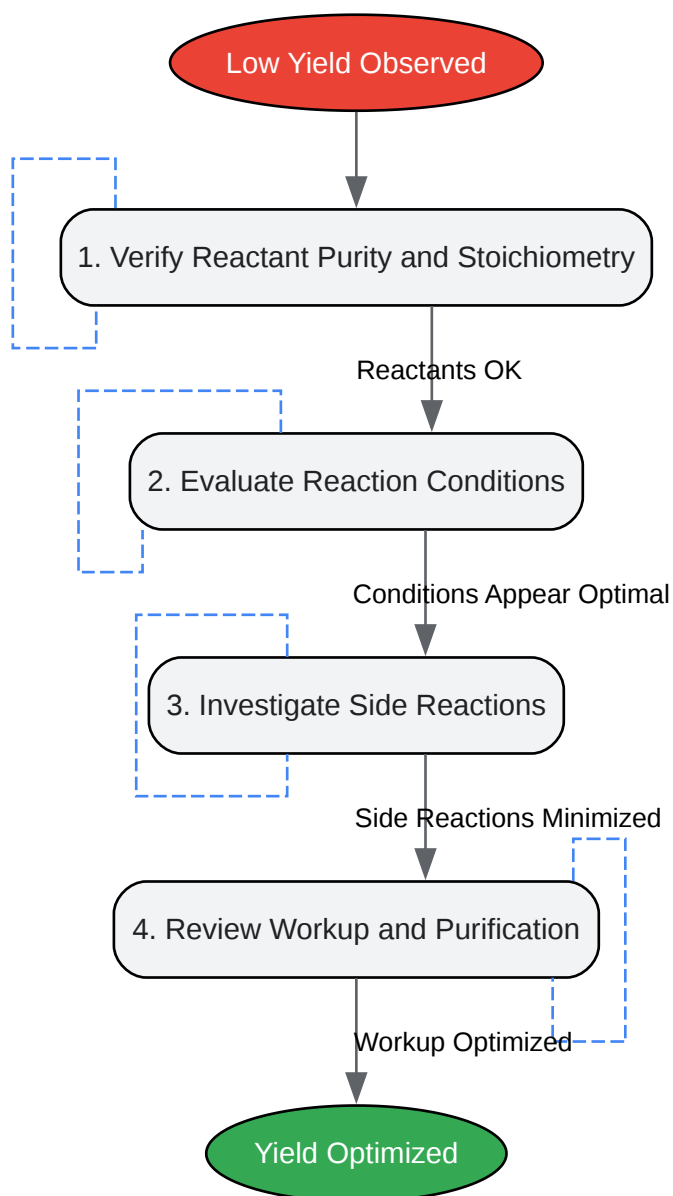 Low Yield Observed
1. Verify Reactant Purity and Stoichiometry
Reactants OK
2. Evaluate Reaction Conditions
Conditions Appear Optimal
3. Investigate Side Reactions
Side Reactions Minimized
4. Review Workup and Purification
Workup Optimized
Yield Optimized